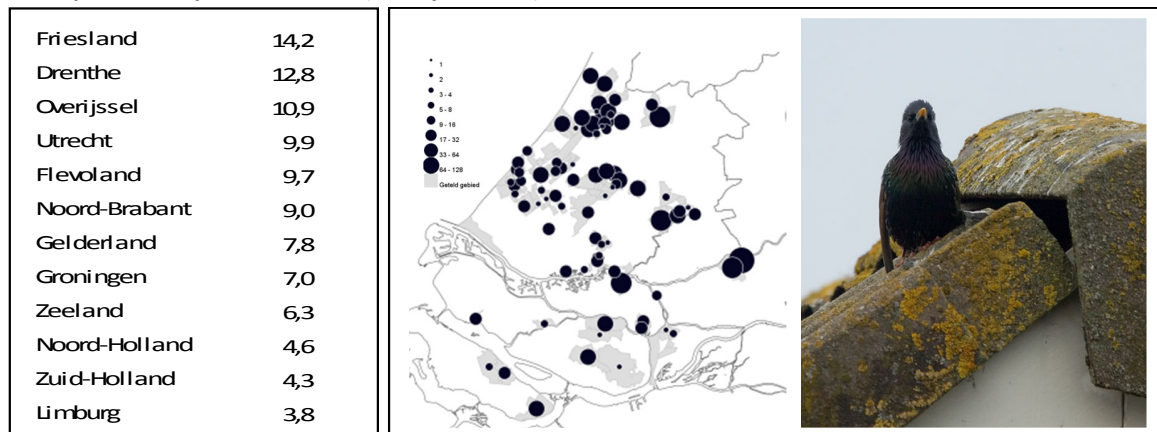 Friesland 14,2
Drenthe 12,8
Overijssel 10,9
Utrecht 9,9
Flevoland 9,7
Noord-Brabant 9,0
Gelderland 7,8
Groningen 7,0
Zeeland 6,3
Noord-Holland 4,6
Zuid-Holland 4,3
Limburg 3,8
1
2
3 - 4
5 - 8
9 - 16
17 - 32
33 - 64
64 - 128
Geteld gebied